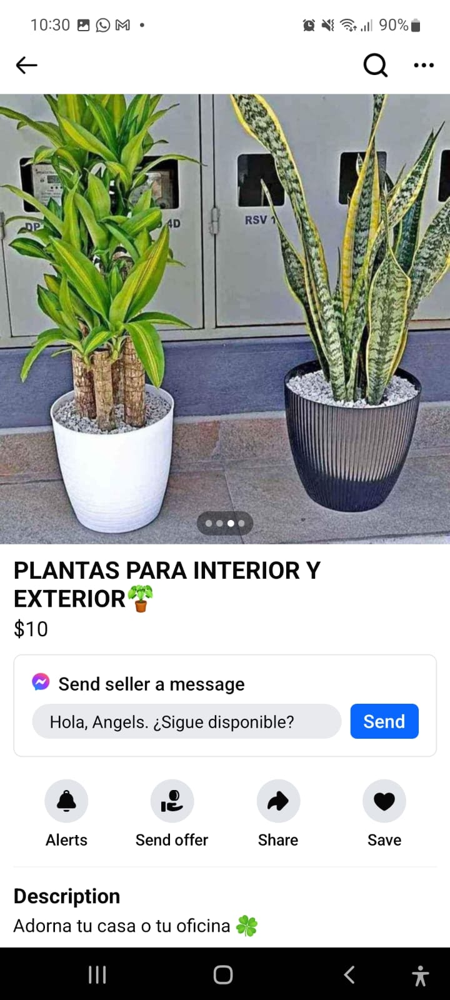 10:30
90%
DP
4D
RSV 1
PLANTAS PARA INTERIOR Y
EXTERIOR🪴
$10
Send seller a message
Hola, Angels. ¿Sigue disponible?
Send
Alerts
Send offer
Share
Save
Description
Adorna tu casa o tu oficina 🍀